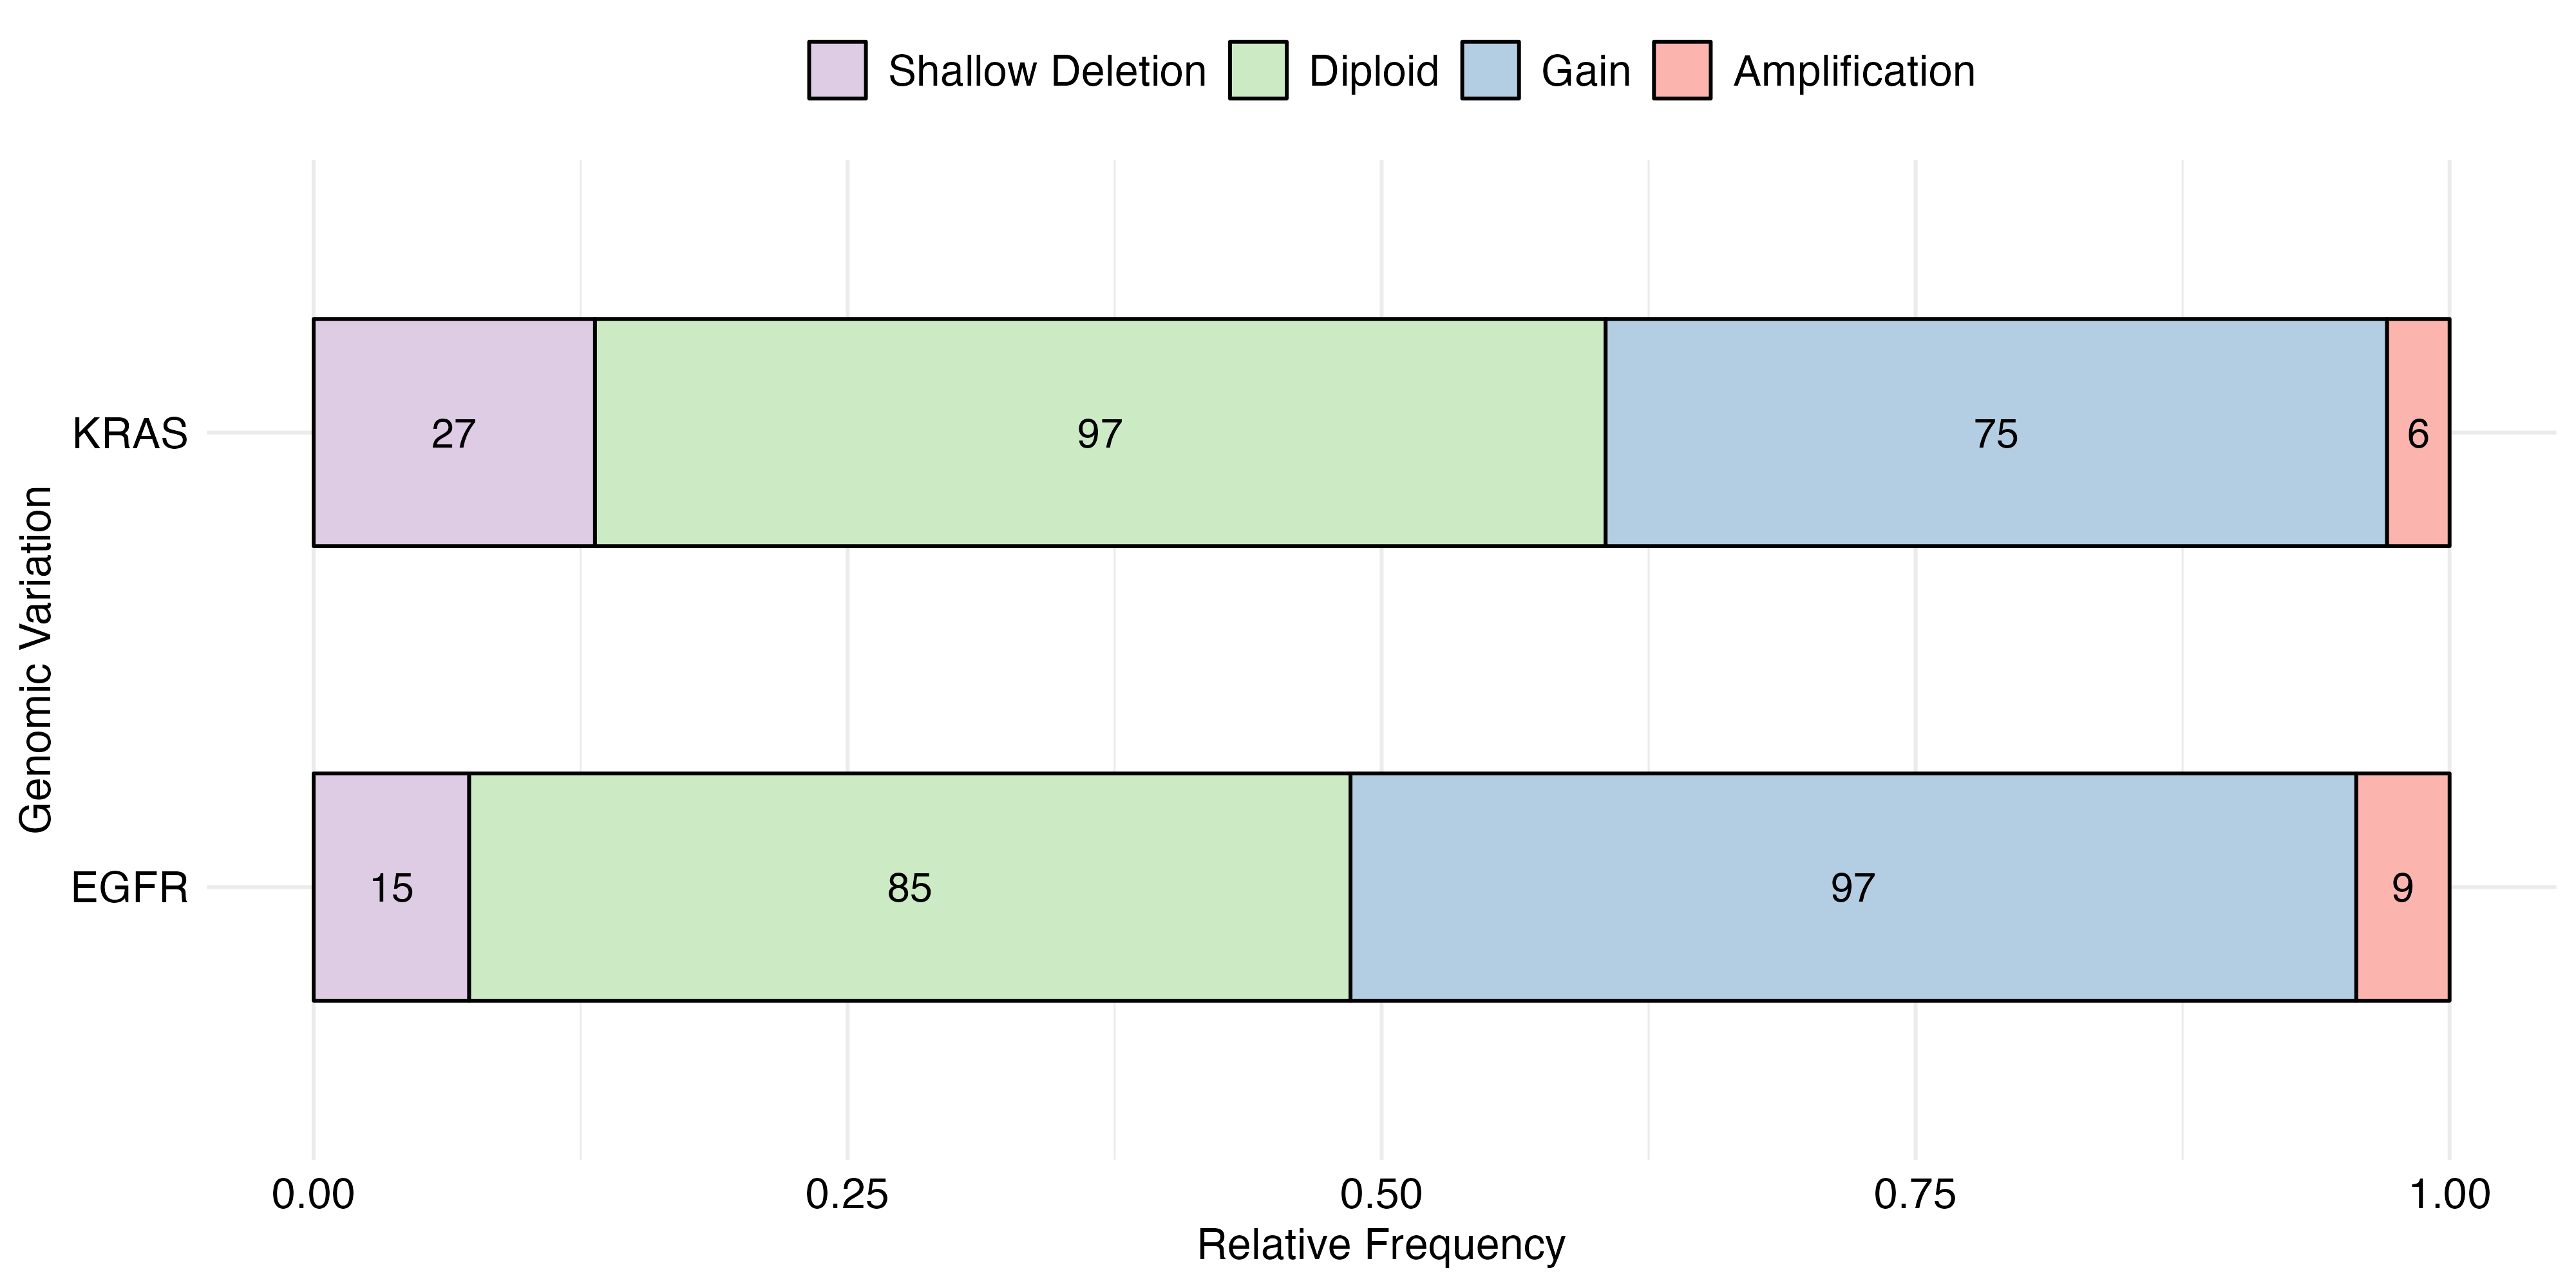 Shallow Deletion Diploid Gain Amplification
KRAS 27 97 75 6
Genomic Variation
EGFR 15 85 97 9
0.00 0.25 0.50 0.75 1.00
Relative Frequency